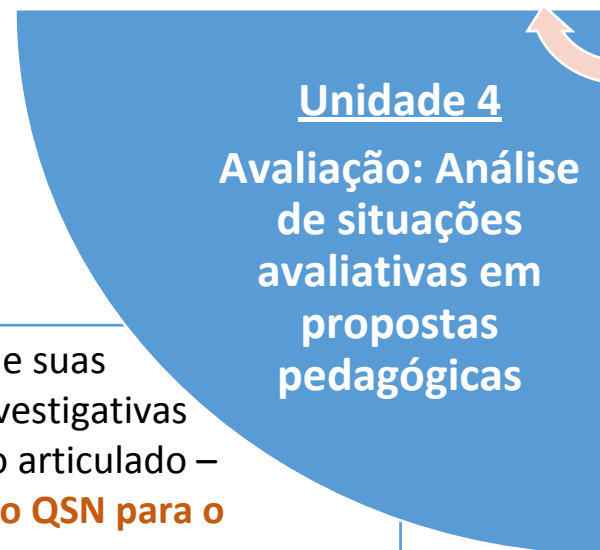 Unidade 4
Avaliação: Análise
de situações
avaliativas em
propostas
pedagógicas
e suas
vestigativas
o articulado –
o QSN para o